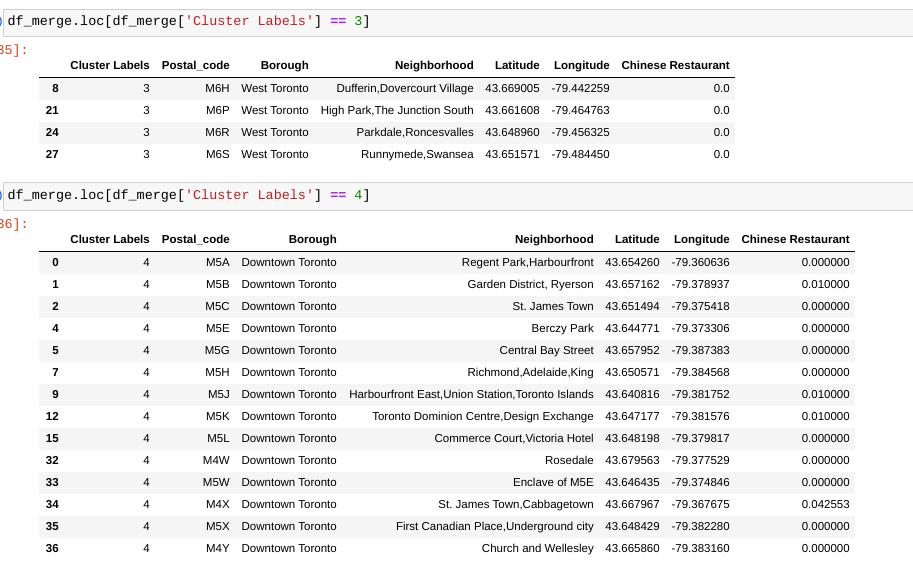 df_merge.loc[df_merge['Cluster Labels'] == 3]
35]:
Cluster Labels Postal_code Borough Neighborhood Latitude Longitude Chinese Restaurant
8 3 M6H West Toronto Dufferin,Dovercourt Village 43.669005 -79.442259 0.0
21 3 M6P West Toronto High Park,The Junction South 43.661608 -79.464763 0.0
24 3 M6R West Toronto Parkdale,Roncesvalles 43.648960 -79.456325 0.0
27 3 M6S West Toronto Runnymede,Swansea 43.651571 -79.484450 0.0
df_merge.loc[df_merge['Cluster Labels'] == 4]
36]:
Cluster Labels Postal_code Borough Neighborhood Latitude Longitude Chinese Restaurant
0 4 M5A Downtown Toronto Regent Park,Harbourfront 43.654260 -79.360636 0.000000
1 4 M5B Downtown Toronto Garden District, Ryerson 43.657162 -79.378937 0.010000
2 4 M5C Downtown Toronto St. James Town 43.651494 -79.375418 0.000000
4 4 M5E Downtown Toronto Berczy Park 43.644771 -79.373306 0.000000
5 4 M5G Downtown Toronto Central Bay Street 43.657952 -79.387383 0.000000
7 4 M5H Downtown Toronto Richmond,Adelaide,King 43.650571 -79.384568 0.000000
9 4 M5J Downtown Toronto Harbourfront East,Union Station,Toronto Islands 43.640816 -79.381752 0.010000
12 4 M5K Downtown Toronto Toronto Dominion Centre,Design Exchange 43.647177 -79.381576 0.010000
15 4 M5L Downtown Toronto Commerce Court,Victoria Hotel 43.648198 -79.379817 0.000000
32 4 M4W Downtown Toronto Rosedale 43.679563 -79.377529 0.000000
33 4 M5W Downtown Toronto Enclave of M5E 43.646435 -79.374846 0.000000
34 4 M4X Downtown Toronto St. James Town,Cabbagetown 43.667967 -79.367675 0.042553
35 4 M5X Downtown Toronto First Canadian Place,Underground city 43.648429 -79.382280 0.000000
36 4 M4Y Downtown Toronto Church and Wellesley 43.665860 -79.383160 0.000000